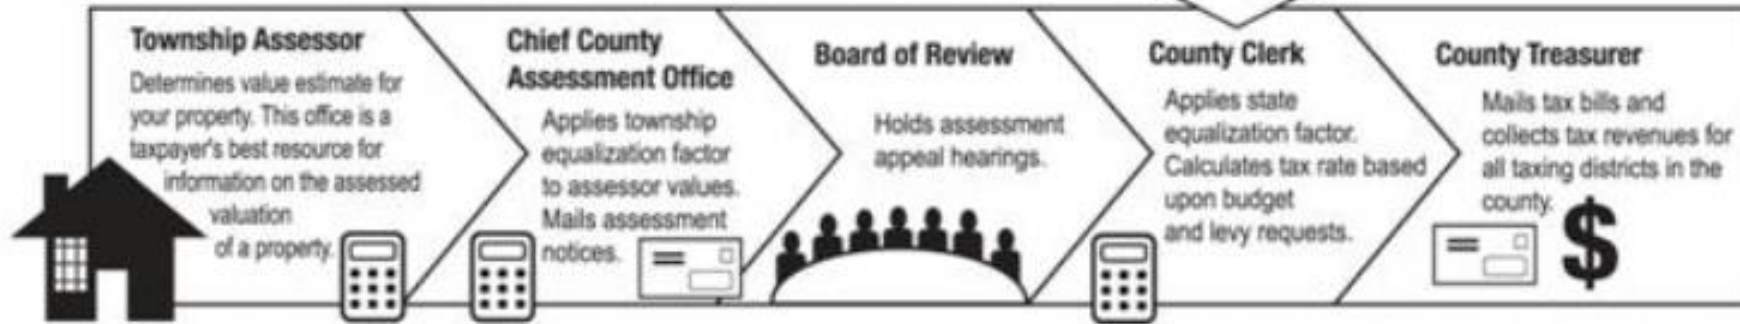 Township Assessor
Determines value estimate for
your property. This office is a
taxpayer's best resource for
information on the assessed
valuation
of a property.
Chief County
Assessment Office
Applies township
equalization factor
to assessor values.
Mails assessment
notices.
Board of Review
Holds assessment
appeal hearings.
County Clerk
Applies state
equalization factor.
Calculates tax rate based
upon budget
and levy requests.
County Treasurer
Mails tax bills and
collects tax revenues for
all taxing districts in the
county.
$